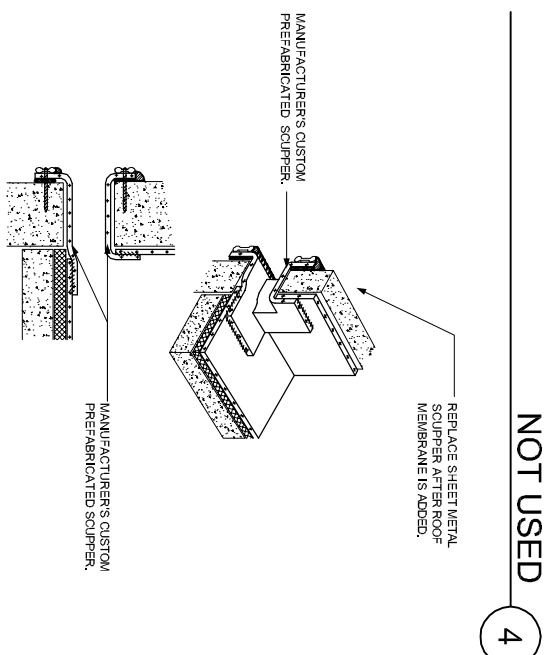 NOT USED
4
REPLACE SHEET METAL
SCUPPER AFTER ROOF
MEMBRANE IS ADDED.
MANUFACTURER'S CUSTOM
PREFABRICATED SCUPPER.
MANUFACTURER'S CUSTOM
PREFABRICATED SCUPPER.